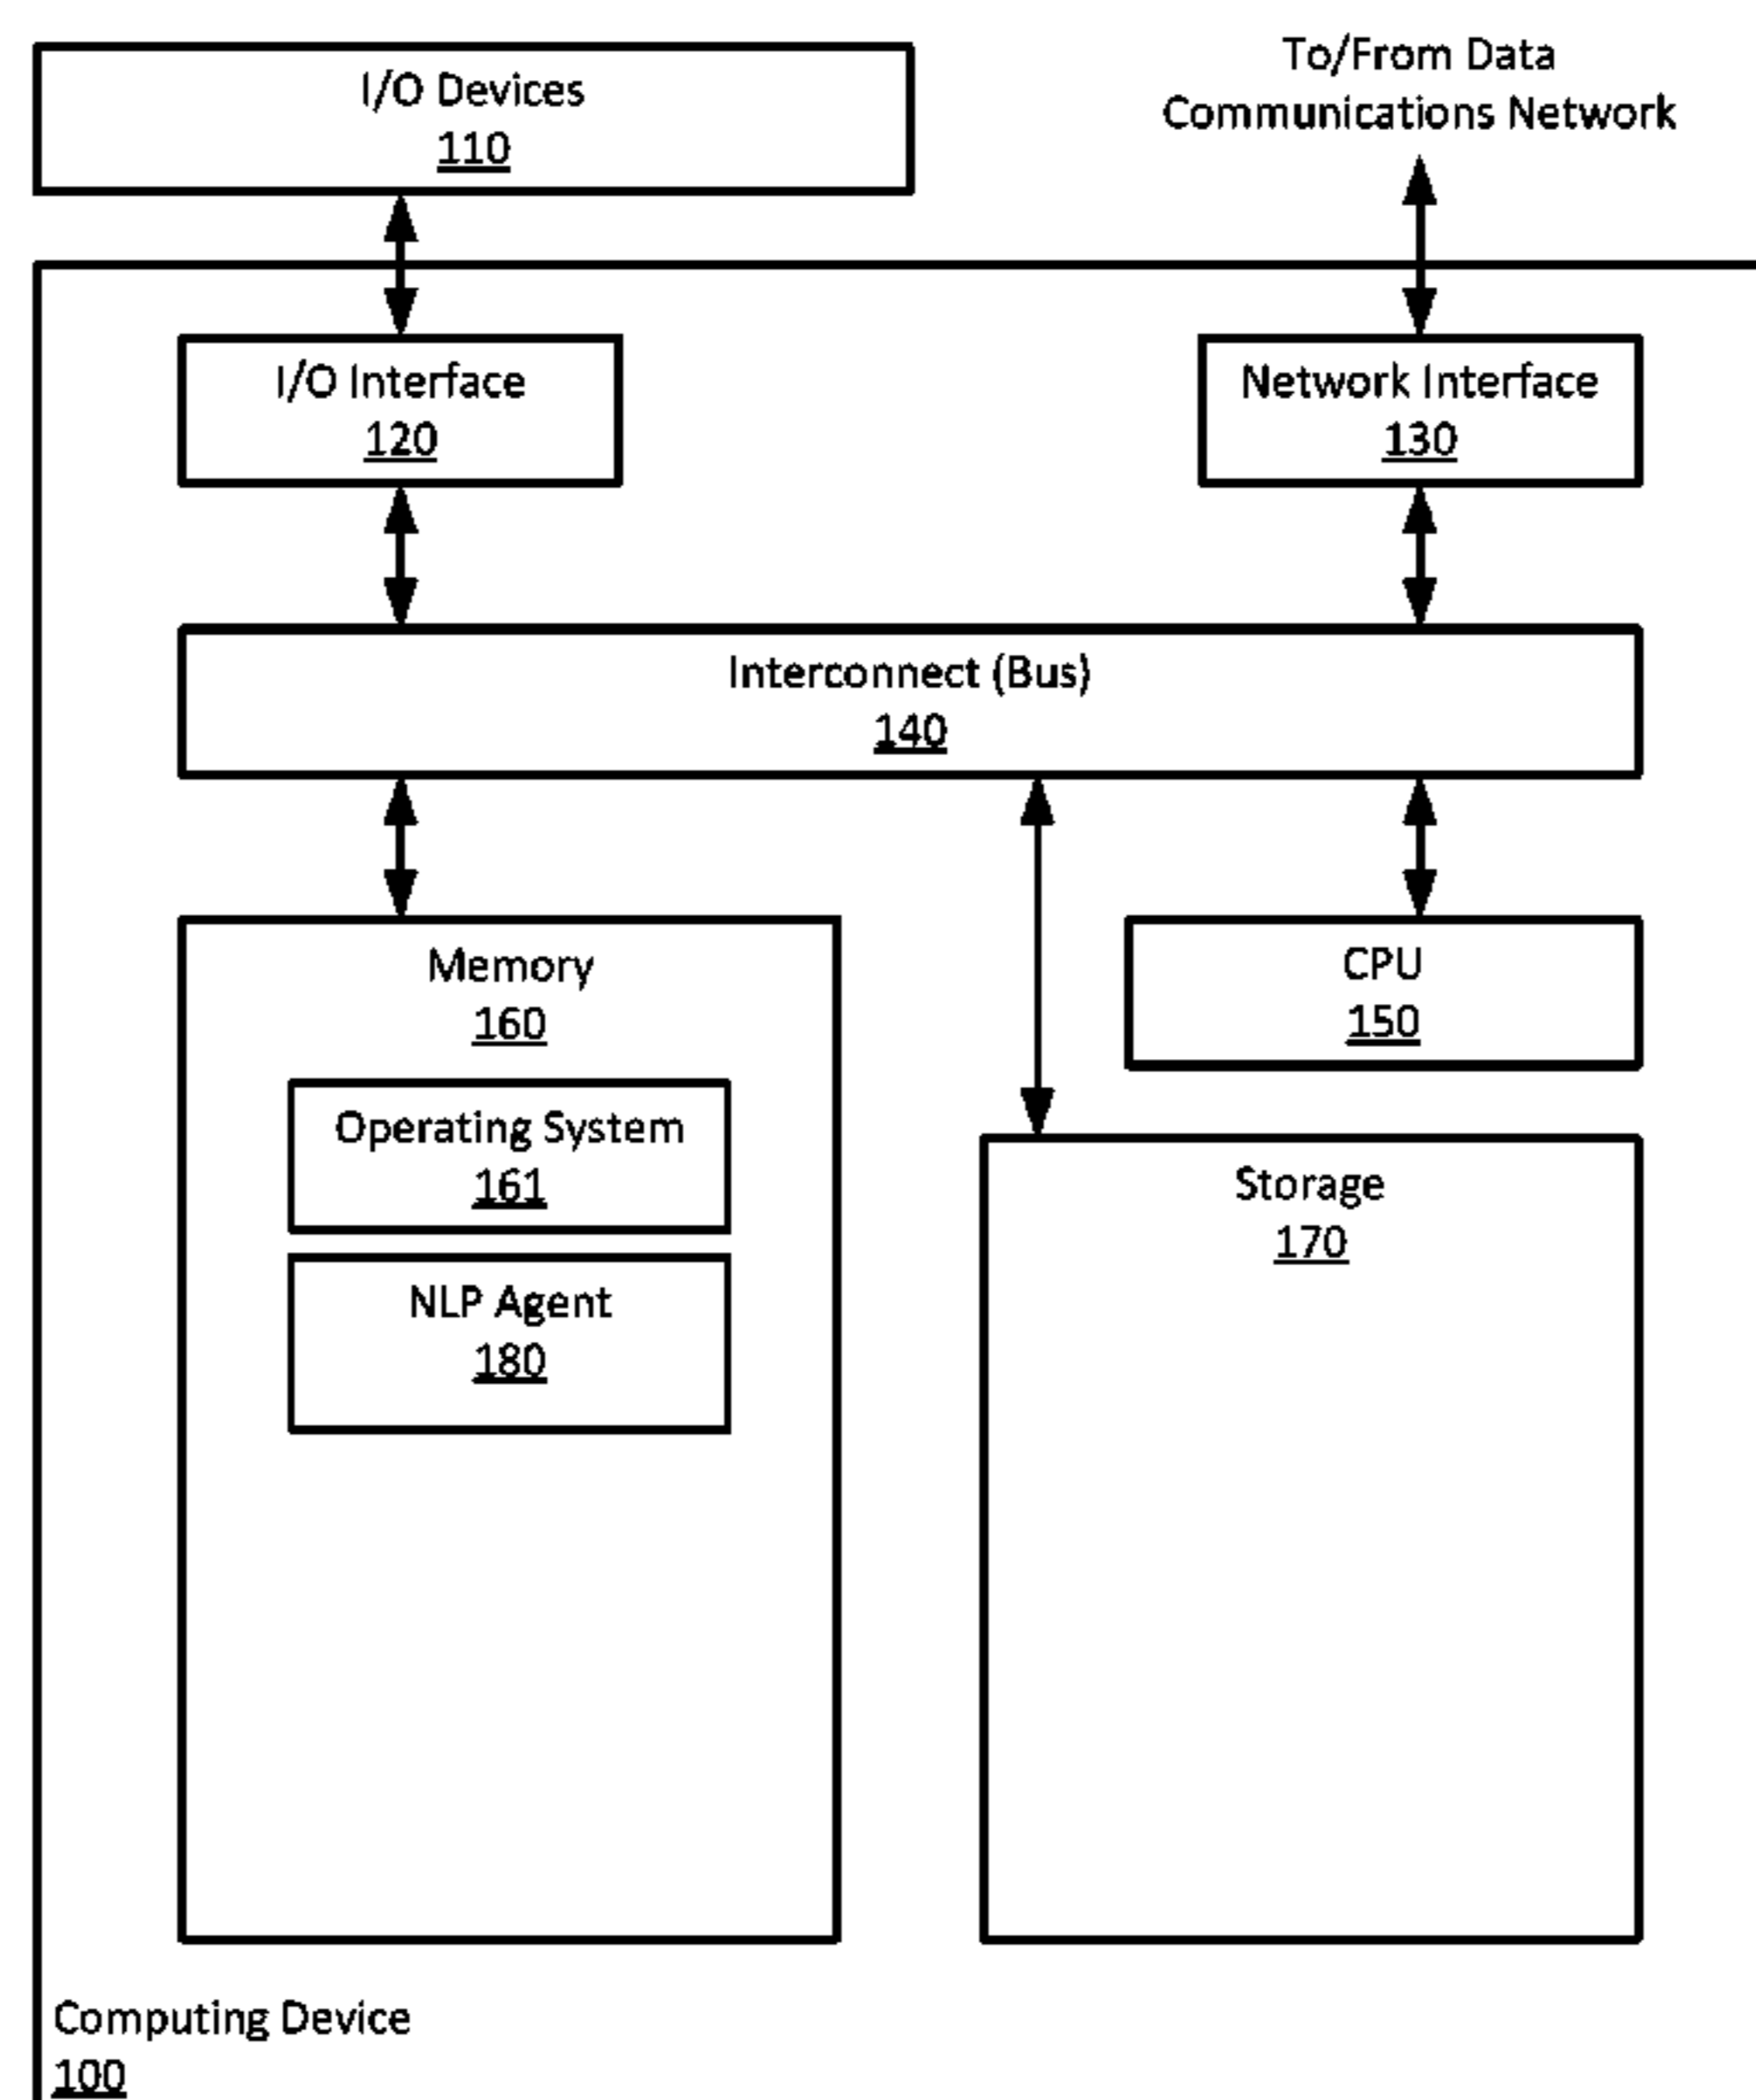 I/O Devices
110
To/From Data
Communications Network
I/O Interface
120
Network Interface
130
Interconnect (Bus)
140
Memory
160
CPU
150
Operating System
161
Storage
170
NLP Agent
180
Computing Device
100